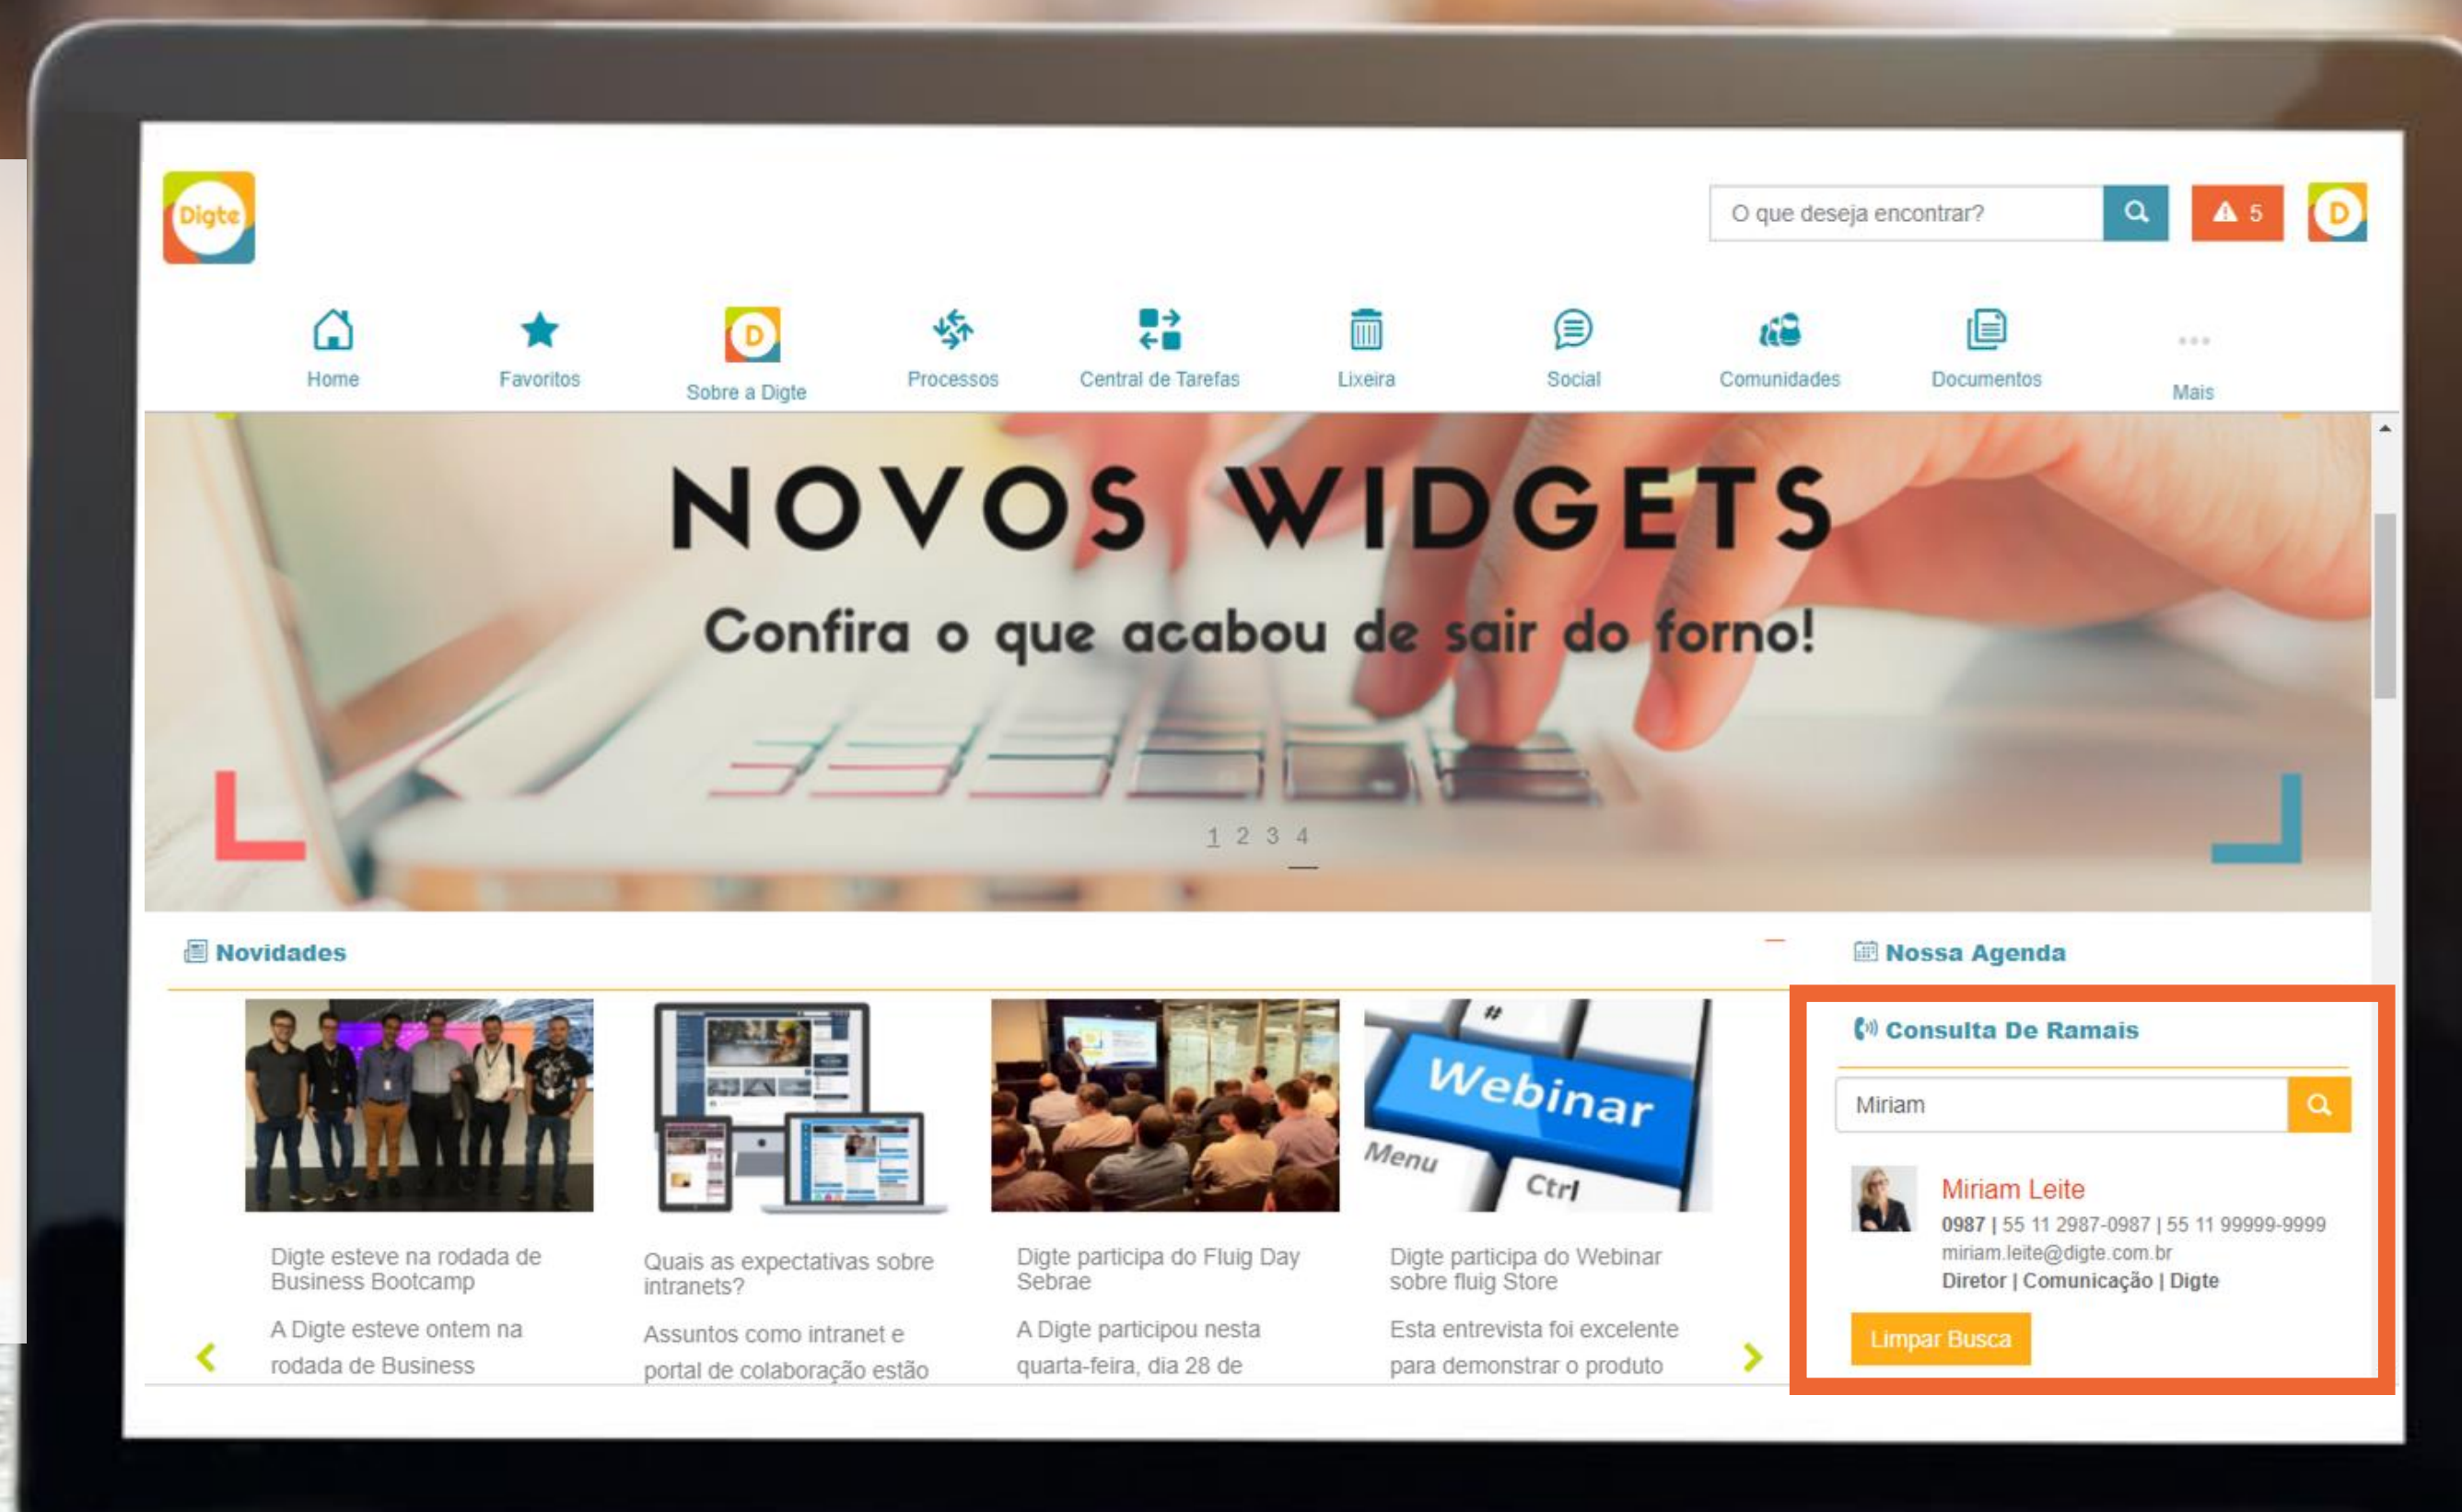 Digte
O que deseja encontrar?
5
D
Home
Favoritos
D
Sobre a Digte
Processos
Central de Tarefas
Lixeira
Social
Comunidades
Documentos
Mais
NOVOS WIDGETS
Confira o que acabou de sair do forno!
1 2 3 4
Novidades
Digte esteve na rodada de
Business Bootcamp
A Digte esteve ontem na
rodada de Business
Quais as expectativas sobre
intranets?
Assuntos como intranet e
portal de colaboração estão
Digte participa do Fluig Day
Sebrae
A Digte participou nesta
quarta-feira, dia 28 de
#
Webinar
Menu
Ctrl
Digte participa do Webinar
sobre fluig Store
Esta entrevista foi excelente
para demonstrar o produto
Nossa Agenda
Consulta De Ramais
Miriam
Miriam Leite
0987 | 55 11 2987-0987 | 55 11 99999-9999
miriam.leite@digte.com.br
Diretor | Comunicação | Digte
Limpar Busca